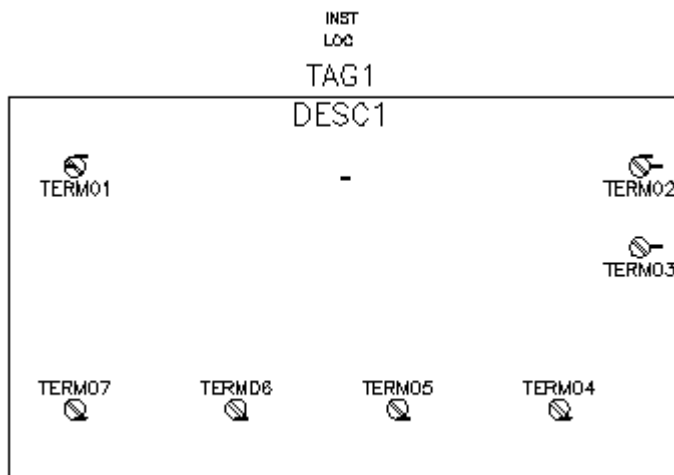 INST
LOC
TAG1
DESC1
TERM01 TERM02
TERM03
TERM07 TERM06 TERM05 TERM04